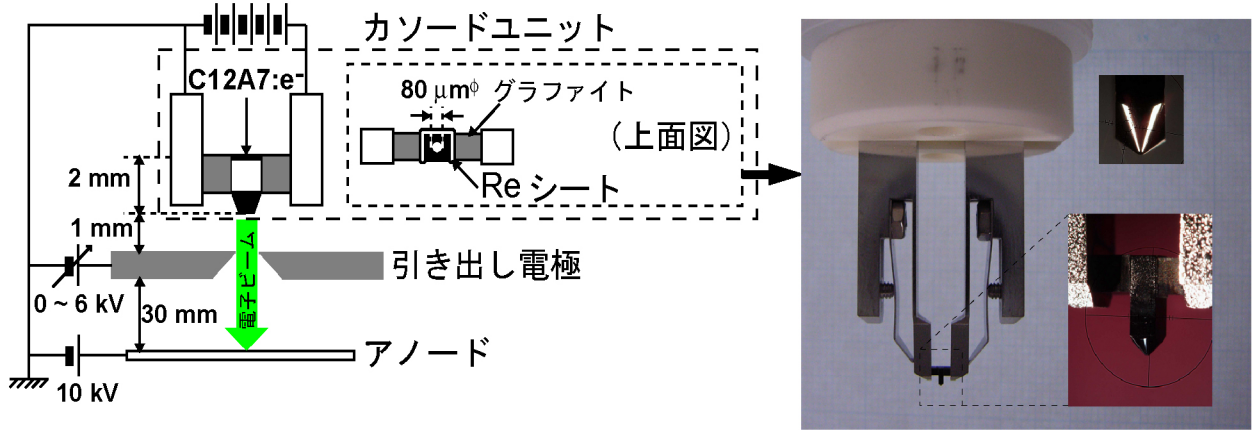 カソードユニット
C12A7:e-
80 μmφ
グラファイト
(上面図)
Re シート
2 mm
1 mm
引き出し電極
0 ~ 6 kV
30 mm
電子ビーム
アノード
10 kV